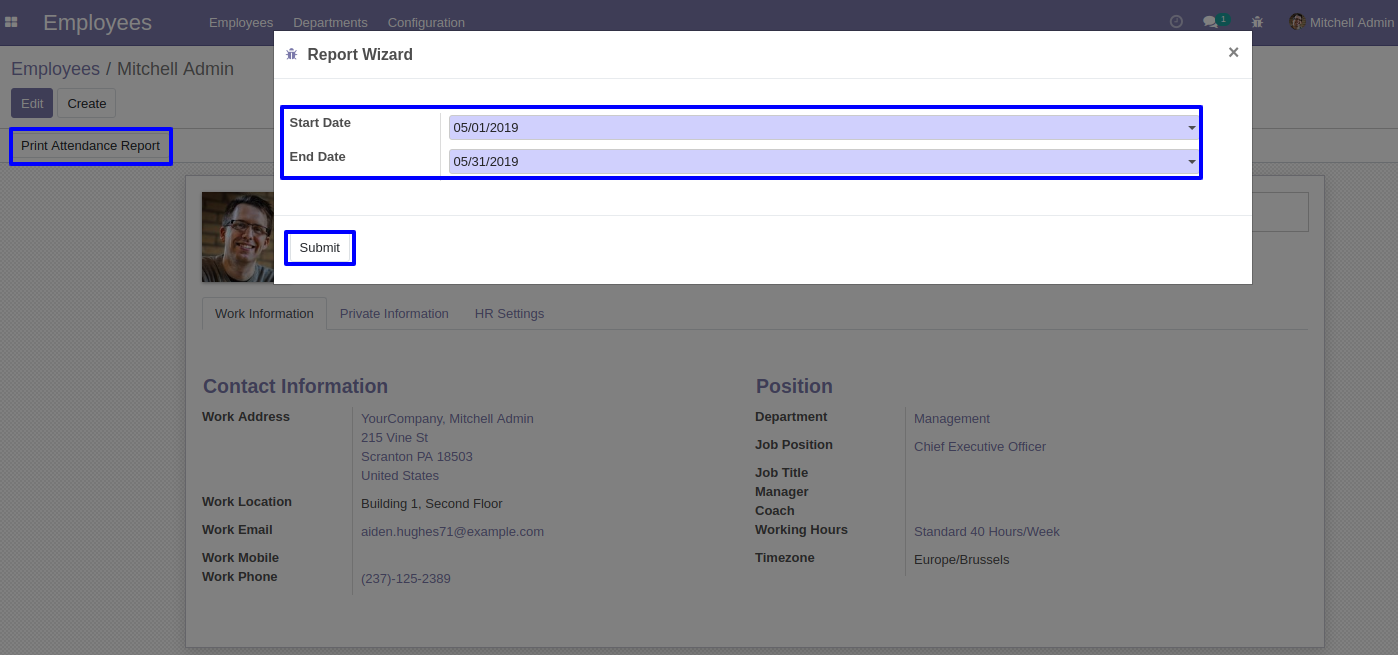 Employees
Employees Departments Configuration
1
Mitchell Admin
Report Wizard
×
Employees / Mitchell Admin
Edit Create
Print Attendance Report
Start Date 05/01/2019
End Date 05/31/2019
Submit
Work Information Private Information HR Settings
Contact Information
Work Address YourCompany, Mitchell Admin
215 Vine St
Scranton PA 18503
United States
Work Location Building 1, Second Floor
Work Email aiden.hughes71@example.com
Work Mobile
Work Phone (237)-125-2389
Position
Department Management
Job Position Chief Executive Officer
Job Title
Manager
Coach
Working Hours Standard 40 Hours/Week
Timezone Europe/Brussels